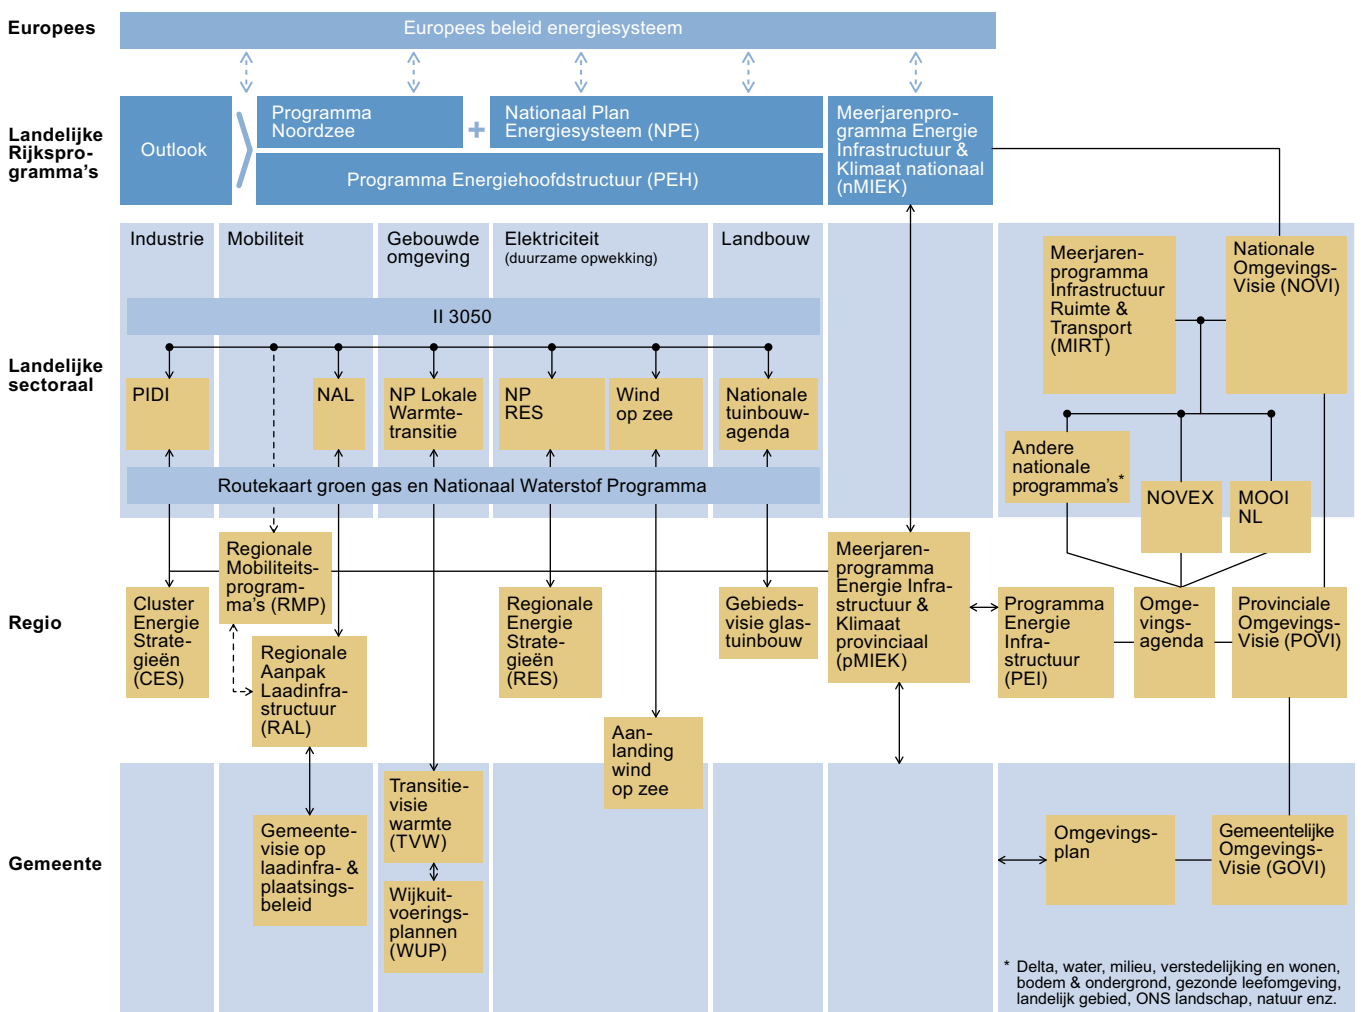 Europees
Europees beleid energiesysteem
Landelijke
Rijkspro-
gramma's
Outlook
Programma
Noordzee
+
Nationaal Plan
Energiesysteem (NPE)
Programma Energiehoofdstructuur (PEH)
Meerjarenpro-
gramma Energie
Infrastructuur &
Klimaat nationaal
(nMIEK)
Industrie
Mobiliteit
Gebouwde
omgeving
Elektriciteit
(duurzame opwekking)
Landbouw
II 3050
Landelijke
sectoraal
PIDI
NAL
NP Lokale
Warmte-
transitie
NP
RES
Wind
op zee
Nationale
tuinbouw-
agenda
Routekaart groen gas en Nationaal Waterstof Programma
Meerjaren-
programma
Infrastructuur
Ruimte &
Transport
(MIRT)
Nationale
Omgevings-
Visie (NOVI)
Andere
nationale
programma's*
NOVEX
MOOI
NL
Regio
Cluster
Energie
Strate-
gieën
(CES)
Regionale
Mobiliteits-
program-
ma's (RMP)
Regionale
Aanpak
Laadinfra-
structuur
(RAL)
Regionale
Energie
Strate-
gieën
(RES)
Aan-
landing
wind
op zee
Gebieds-
visie glas-
tuinbouw
Meerjaren-
programma
Energie Infra-
structuur &
Klimaat
provinciaal
(pMIEK)
Programma
Energie
Infra-
structuur
(PEI)
Omge-
vings-
agenda
Provinciale
Omgevings-
Visie (POVI)
Gemeente
Gemeente-
visie op
laadinfra- &
plaatsings-
beleid
Transitie-
visie
warmte
(TVW)
Wijkuit-
voerings-
plannen
(WUP)
Omgevings-
plan
Gemeentelijke
Omgevings-
Visie (GOVI)
* Delta, water, milieu, verstedelijking en wonen,
bodem & ondergrond, gezonde leefomgeving,
landelijk gebied, ONS landschap, natuur enz.